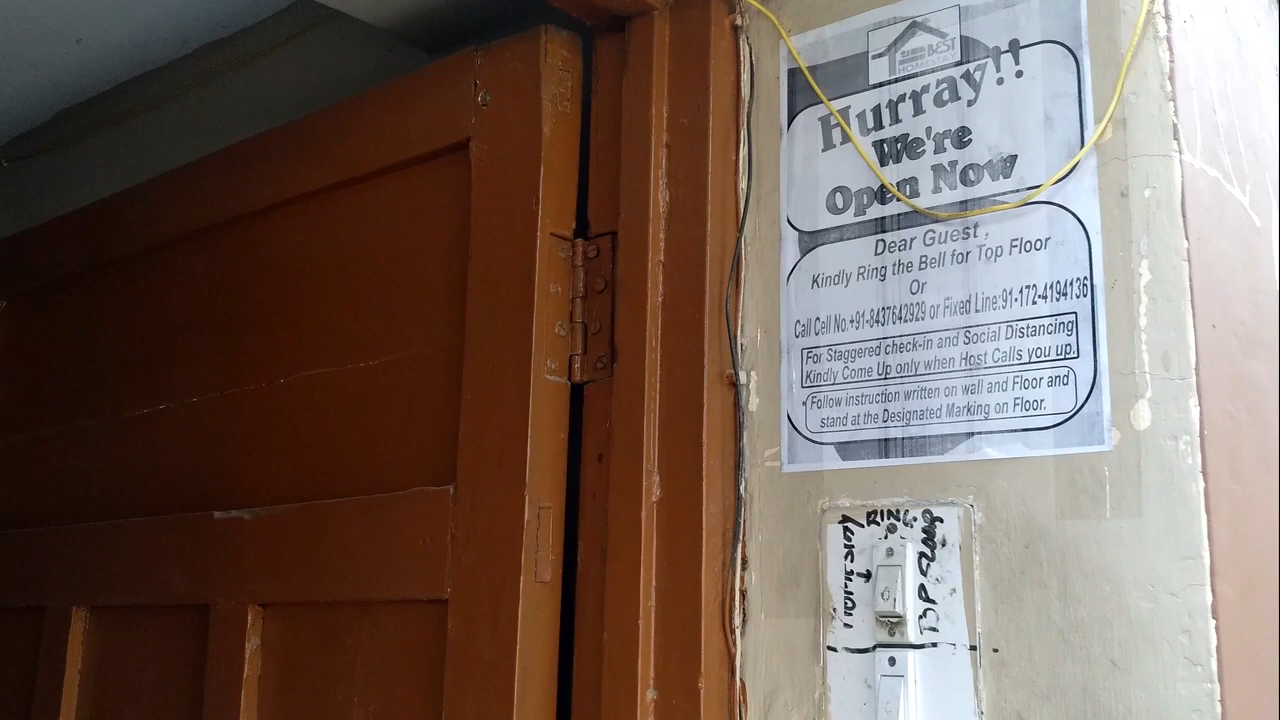 BEST
HOMESTAYS
Hurray!!
We're
Open Now
Dear Guest ,
Kindly Ring the Bell for Top Floor
Or
Call Cell No.+91-8437642929 or Fixed Line:91-172-4194136
For Staggered check-in and Social Distancing
Kindly Come Up only when Host Calls you up.
Follow instruction written on wall and Floor and
stand at the Designated Marking on Floor.
RING
FLOOR